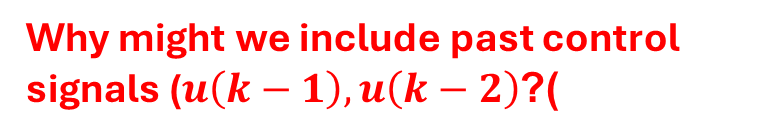 Why might we include past control
signals (u(k − 1), u(k − 2)?(